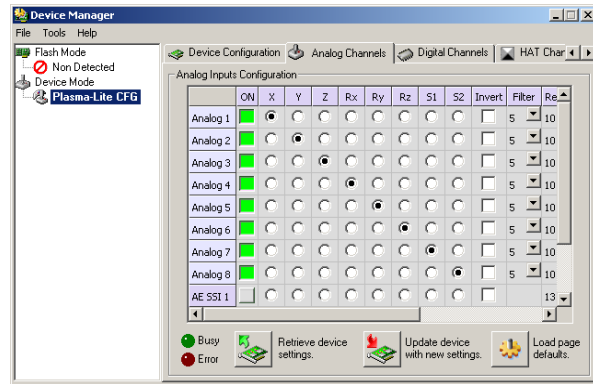 Device Manager
File Tools Help
Flash Mode
Non Detected
Device Mode
Plasma-Lite CFG
Device Configuration Analog Channels Digital Channels HAT Char
Analog Inputs Configuration
ON X Y Z Rx Ry Rz S1 S2 Invert Filter Re
Analog 1 5 10
Analog 2 5 10
Analog 3 5 10
Analog 4 5 10
Analog 5 5 10
Analog 6 5 10
Analog 7 5 10
Analog 8 5 10
AE SSI 1 13
Busy
Error
Retrieve device
settings.
Update device
with new settings.
Load page
defaults.